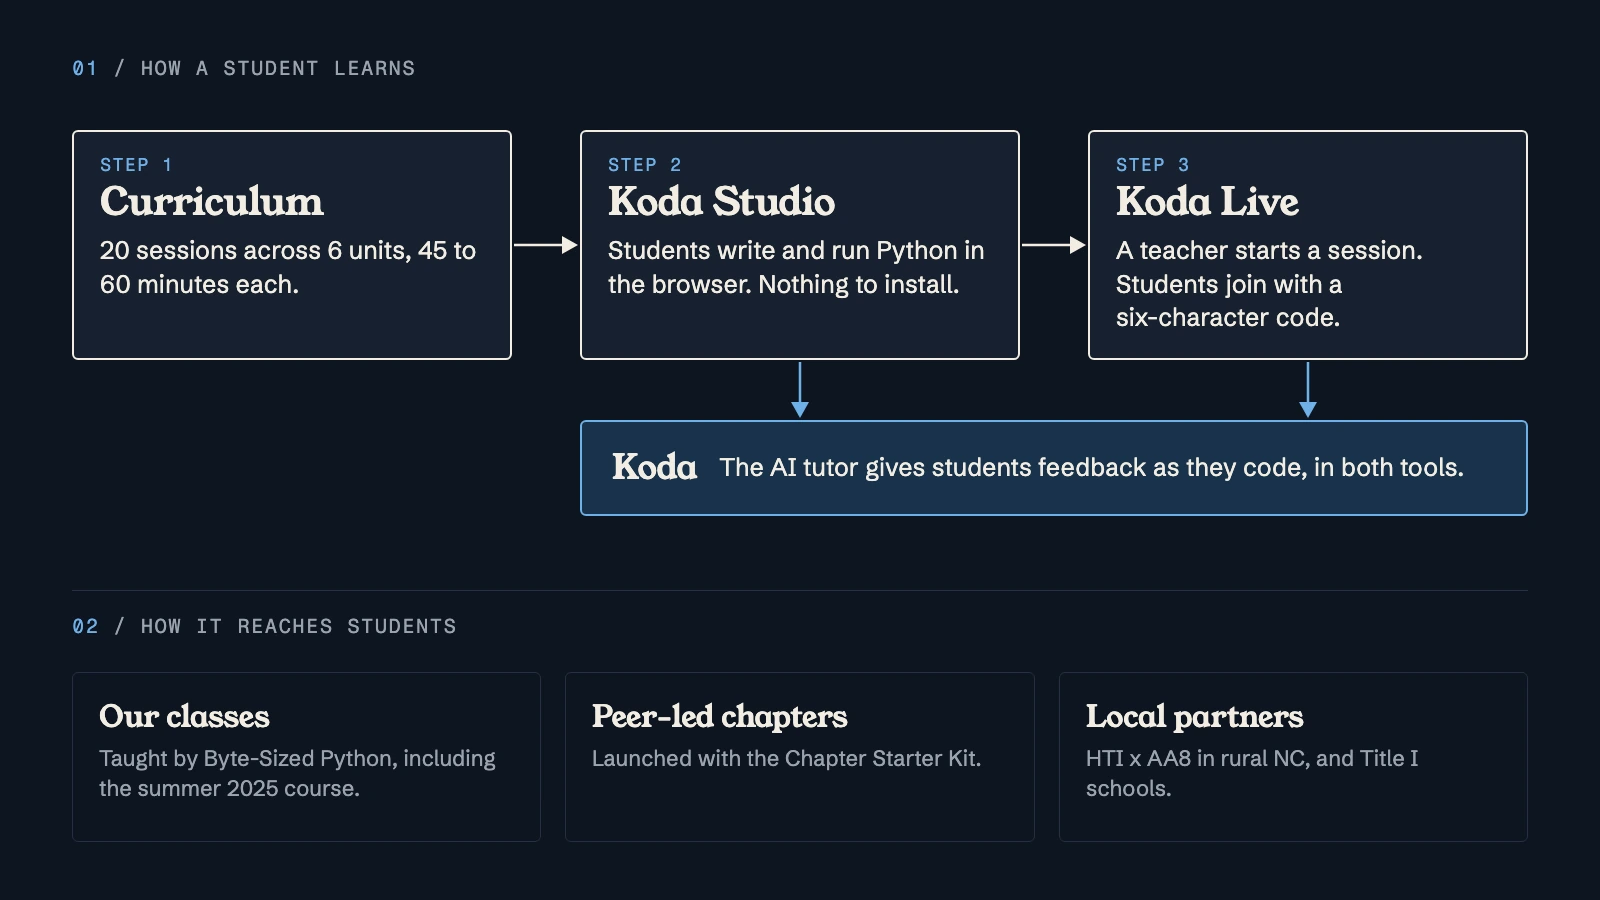 01 / HOW A STUDENT LEARNS
STEP 1
Curriculum
20 sessions across 6 units, 45 to
60 minutes each.
STEP 2
Koda Studio
Students write and run Python in
the browser. Nothing to install.
STEP 3
Koda Live
A teacher starts a session.
Students join with a
six-character code.
Koda The AI tutor gives students feedback as they code, in both tools.
02 / HOW IT REACHES STUDENTS
Our classes
Taught by Byte-Sized Python, including
the summer 2025 course.
Peer-led chapters
Launched with the Chapter Starter Kit.
Local partners
HTI x AA8 in rural NC, and Title I
schools.